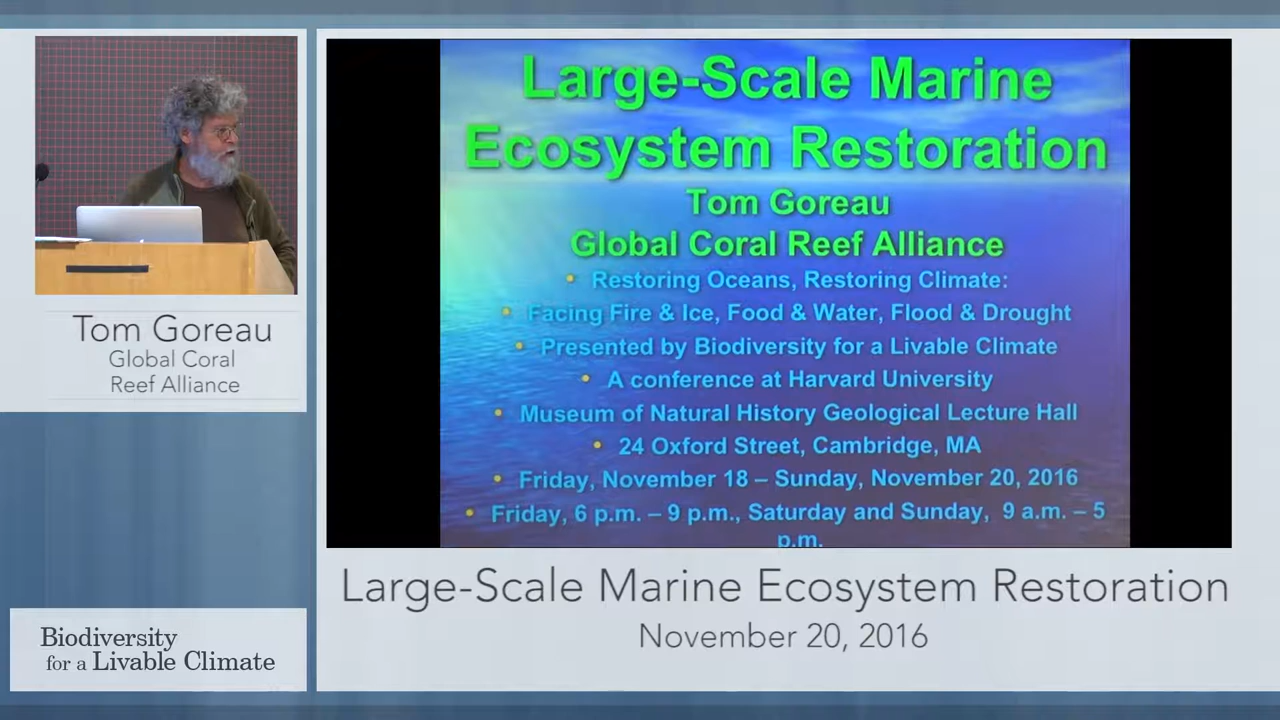 Tom Goreau
Global Coral
Reef Alliance
Biodiversity
for a Livable Climate
Large-Scale Marine
Ecosystem Restoration
Tom Goreau
Global Coral Reef Alliance
• Restoring Oceans, Restoring Climate:
• Facing Fire & Ice, Food & Water, Flood & Drought
• Presented by Biodiversity for a Livable Climate
• A conference at Harvard University
• Museum of Natural History Geological Lecture Hall
• 24 Oxford Street, Cambridge, MA
• Friday, November 18 – Sunday, November 20, 2016
• Friday, 6 p.m. – 9 p.m., Saturday and Sunday, 9 a.m. – 5
p.m.
Large-Scale Marine Ecosystem Restoration
November 20, 2016